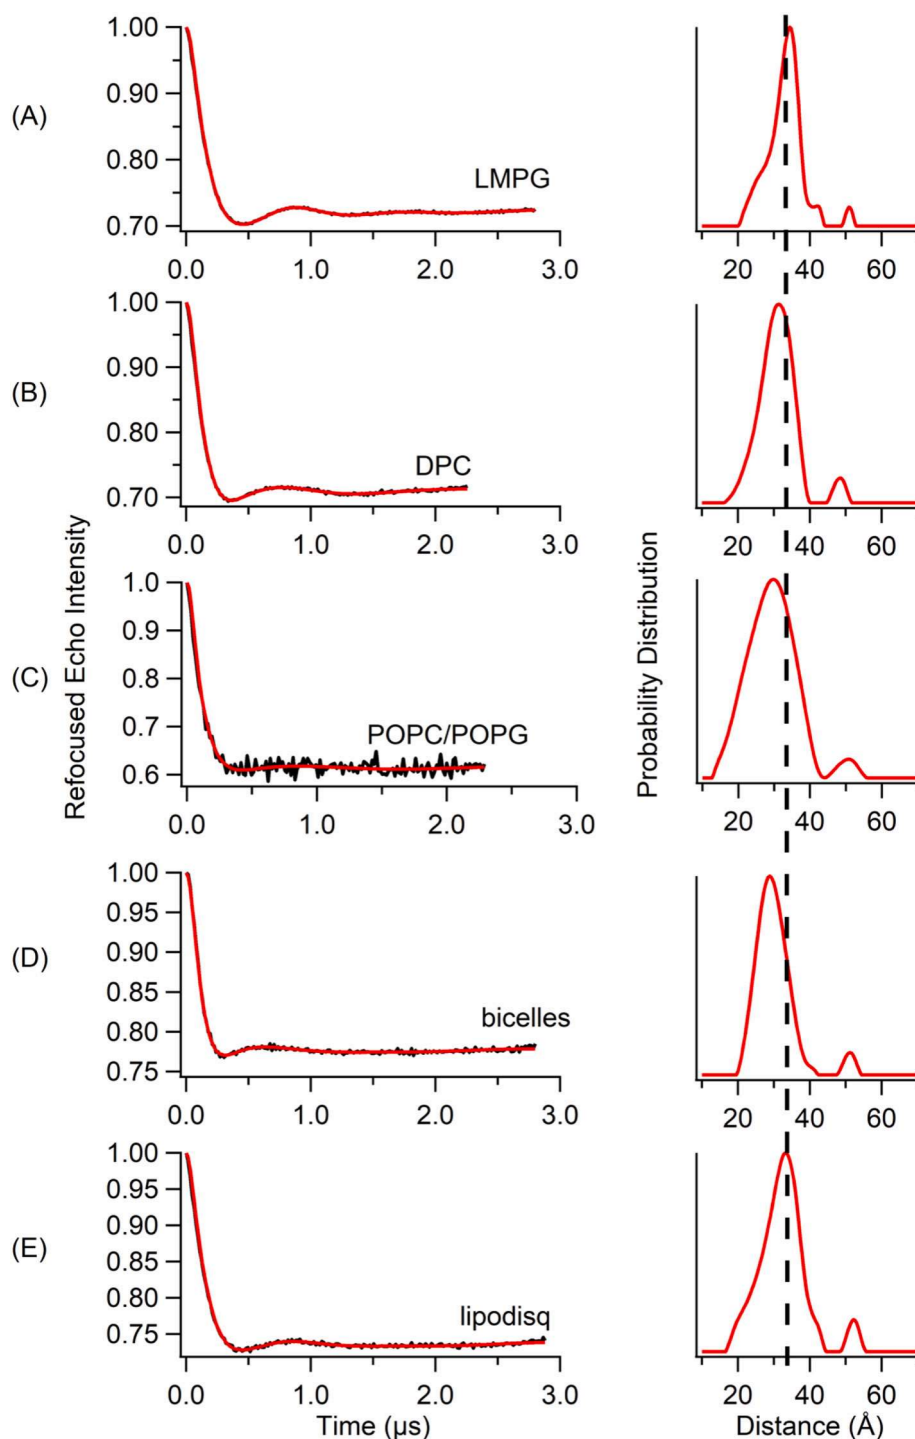 (A)
1.00
0.90
0.80
0.70
LMPG
0.0 1.0 2.0 3.0
20 40 60
(B)
1.00
0.90
0.80
0.70
DPC
0.0 1.0 2.0 3.0
20 40 60
(C)
1.0
0.9
0.8
0.7
0.6
POPC/POPG
0.0 1.0 2.0 3.0
20 40 60
Refocused Echo Intensity
Probability Distribution
(D)
1.00
0.95
0.90
0.85
0.80
0.75
bicelles
0.0 1.0 2.0 3.0
20 40 60
(E)
1.00
0.95
0.90
0.85
0.80
0.75
lipodisq
0.0 1.0 2.0 3.0
20 40 60
Time (µs)
Distance (Å)